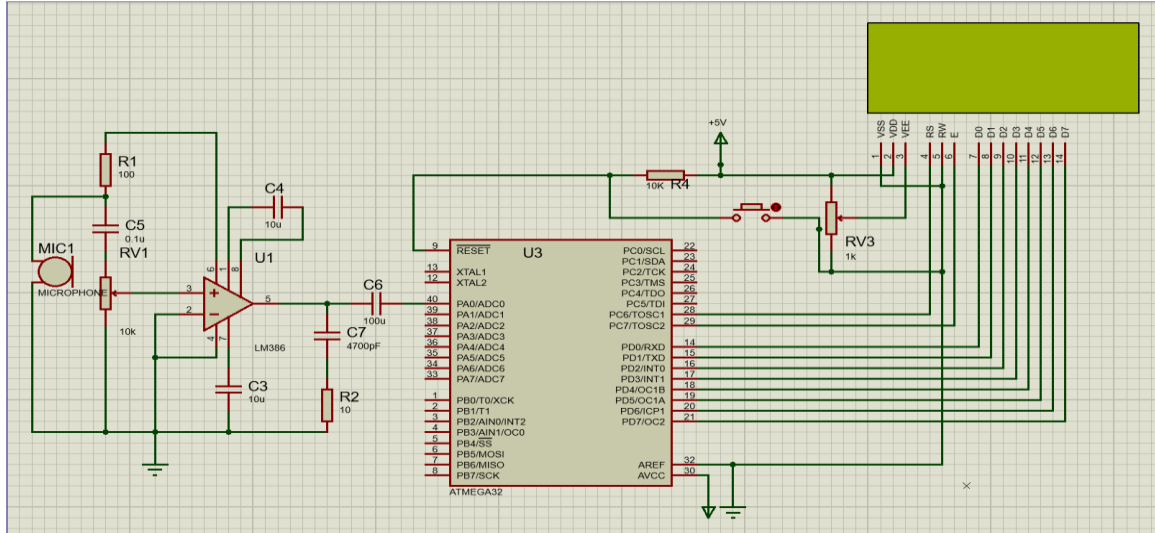 +5V
VSS
VDD
VEE
RS
RW
E
D0
D1
D2
D3
D4
D5
D6
D7
1
2
3
4
5
6
7
8
9
10
11
12
13
14
R1
100
C5
0.1u
RV1
10k
MIC1
MICROPHONE
C4
10u
U1
6
1
8
3
2
5
4
7
LM386
C3
10u
C6
100u
C7
4700pF
R2
10
10K
R4
RV3
1k
U3
9 RESET
13 XTAL1
12 XTAL2
40 PA0/ADC0
39 PA1/ADC1
38 PA2/ADC2
37 PA3/ADC3
36 PA4/ADC4
35 PA5/ADC5
34 PA6/ADC6
33 PA7/ADC7
1 PB0/T0/XCK
2 PB1/T1
3 PB2/AIN0/INT2
4 PB3/AIN1/OC0
5 PB4/SS
6 PB5/MOSI
7 PB6/MISO
8 PB7/SCK
PC0/SCL 22
PC1/SDA 23
PC2/TCK 24
PC3/TMS 25
PC4/TDO 26
PC5/TDI 27
PC6/TOSC1 28
PC7/TOSC2 29
PD0/RXD 14
PD1/TXD 15
PD2/INT0 16
PD3/INT1 17
PD4/OC1B 18
PD5/OC1A 19
PD6/ICP1 20
PD7/OC2 21
AREF 32
AVCC 30
ATMEGA32